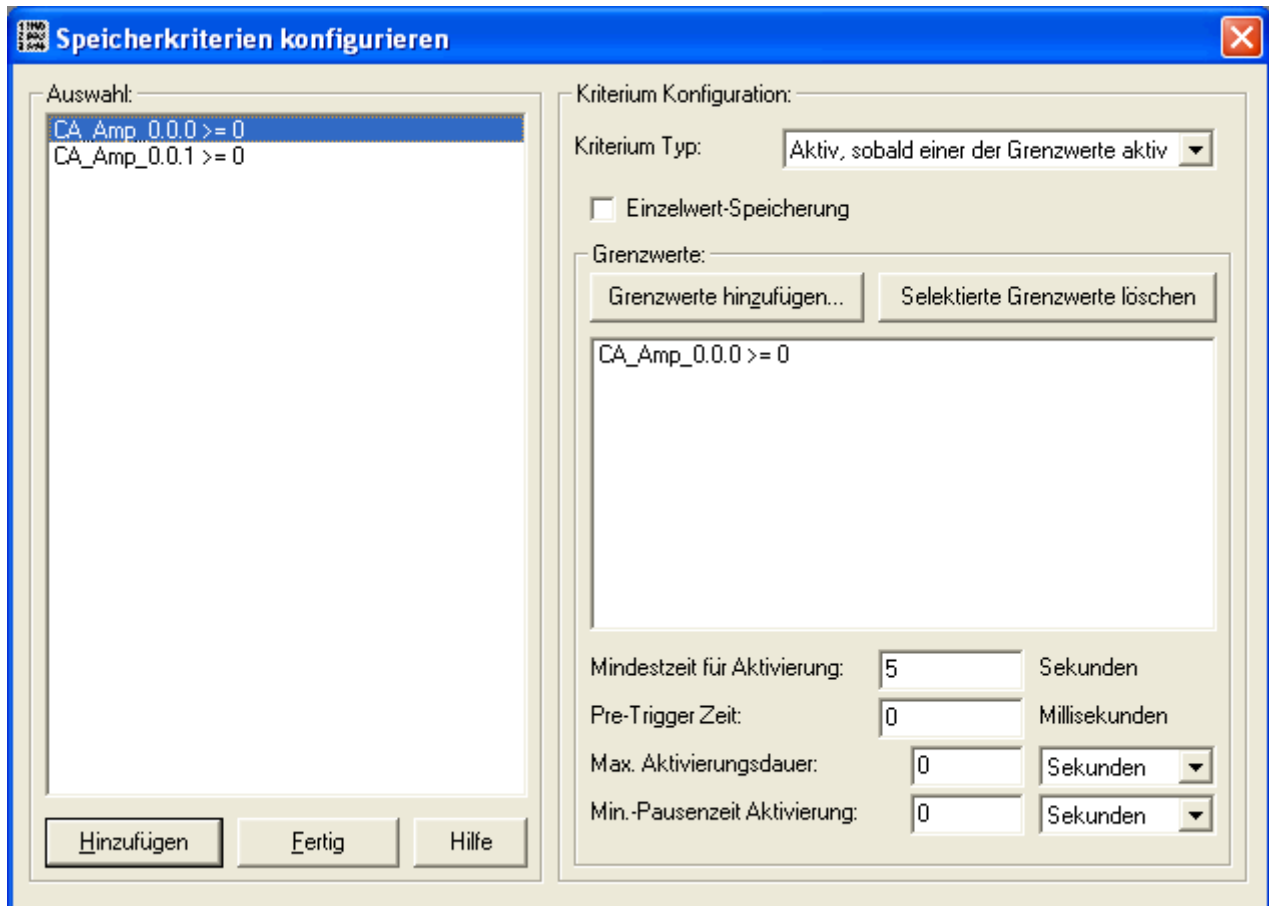 Speicherkriterien konfigurieren
Auswahl:
CA_Amp_0.0.0 >= 0
CA_Amp_0.0.1 >= 0
Hinzufügen
Fertig
Hilfe
Kriterium Konfiguration:
Kriterium Typ:
Aktiv, sobald einer der Grenzwerte aktiv
Einzelwert-Speicherung
Grenzwerte:
Grenzwerte hinzufügen...
Selektierte Grenzwerte löschen
CA_Amp_0.0.0 >= 0
Mindestzeit für Aktivierung: 5 Sekunden
Pre-Trigger Zeit: 0 Millisekunden
Max. Aktivierungsdauer: 0 Sekunden
Min.-Pausenzeit Aktivierung: 0 Sekunden